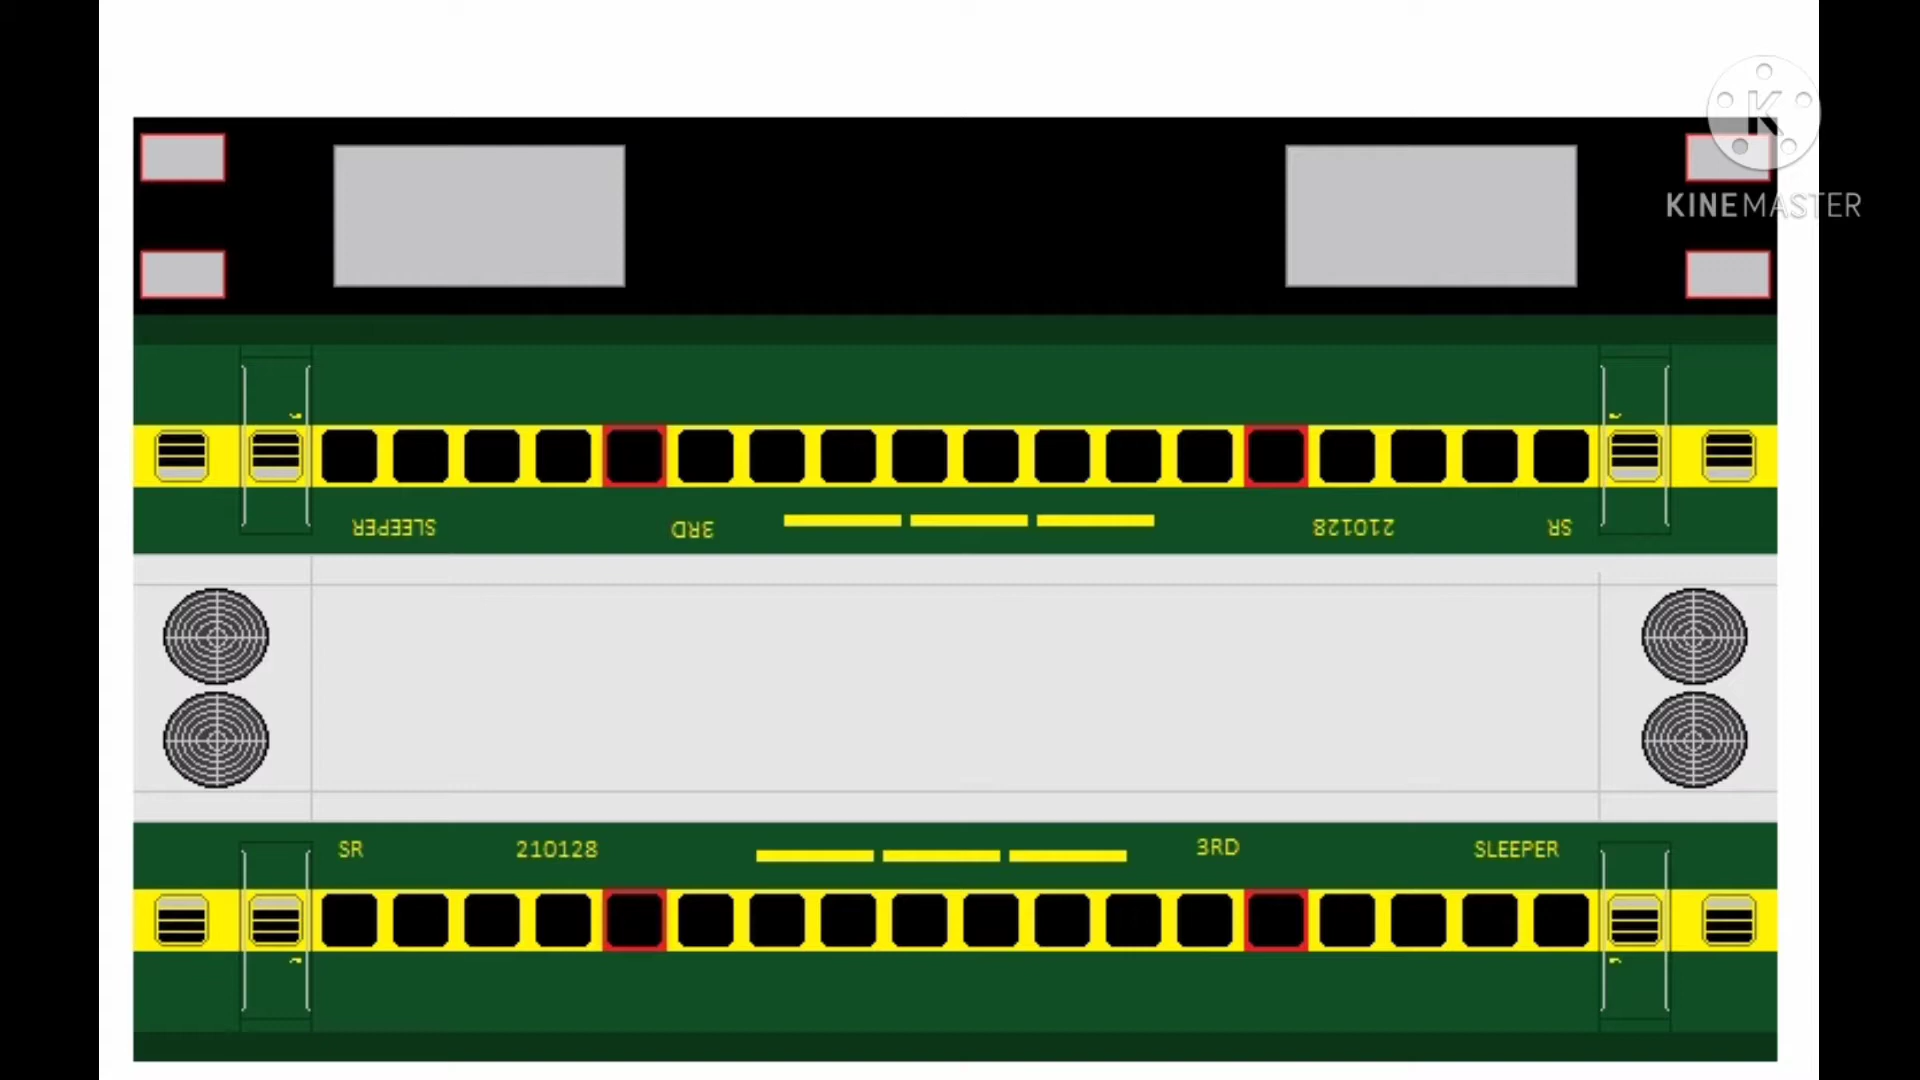 K
KINEMASTER
SLEEPER 3RD 210128 SR
SR 210128 3RD SLEEPER